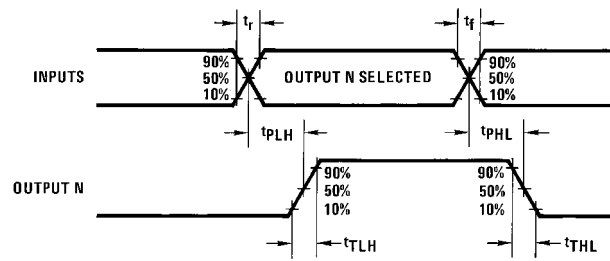 tr
tf
90%
90%
INPUTS
50%
OUTPUT N SELECTED
50%
10%
10%
tPLH
tPHL
90%
90%
OUTPUT N
50%
50%
10%
10%
tTLH
tTHL